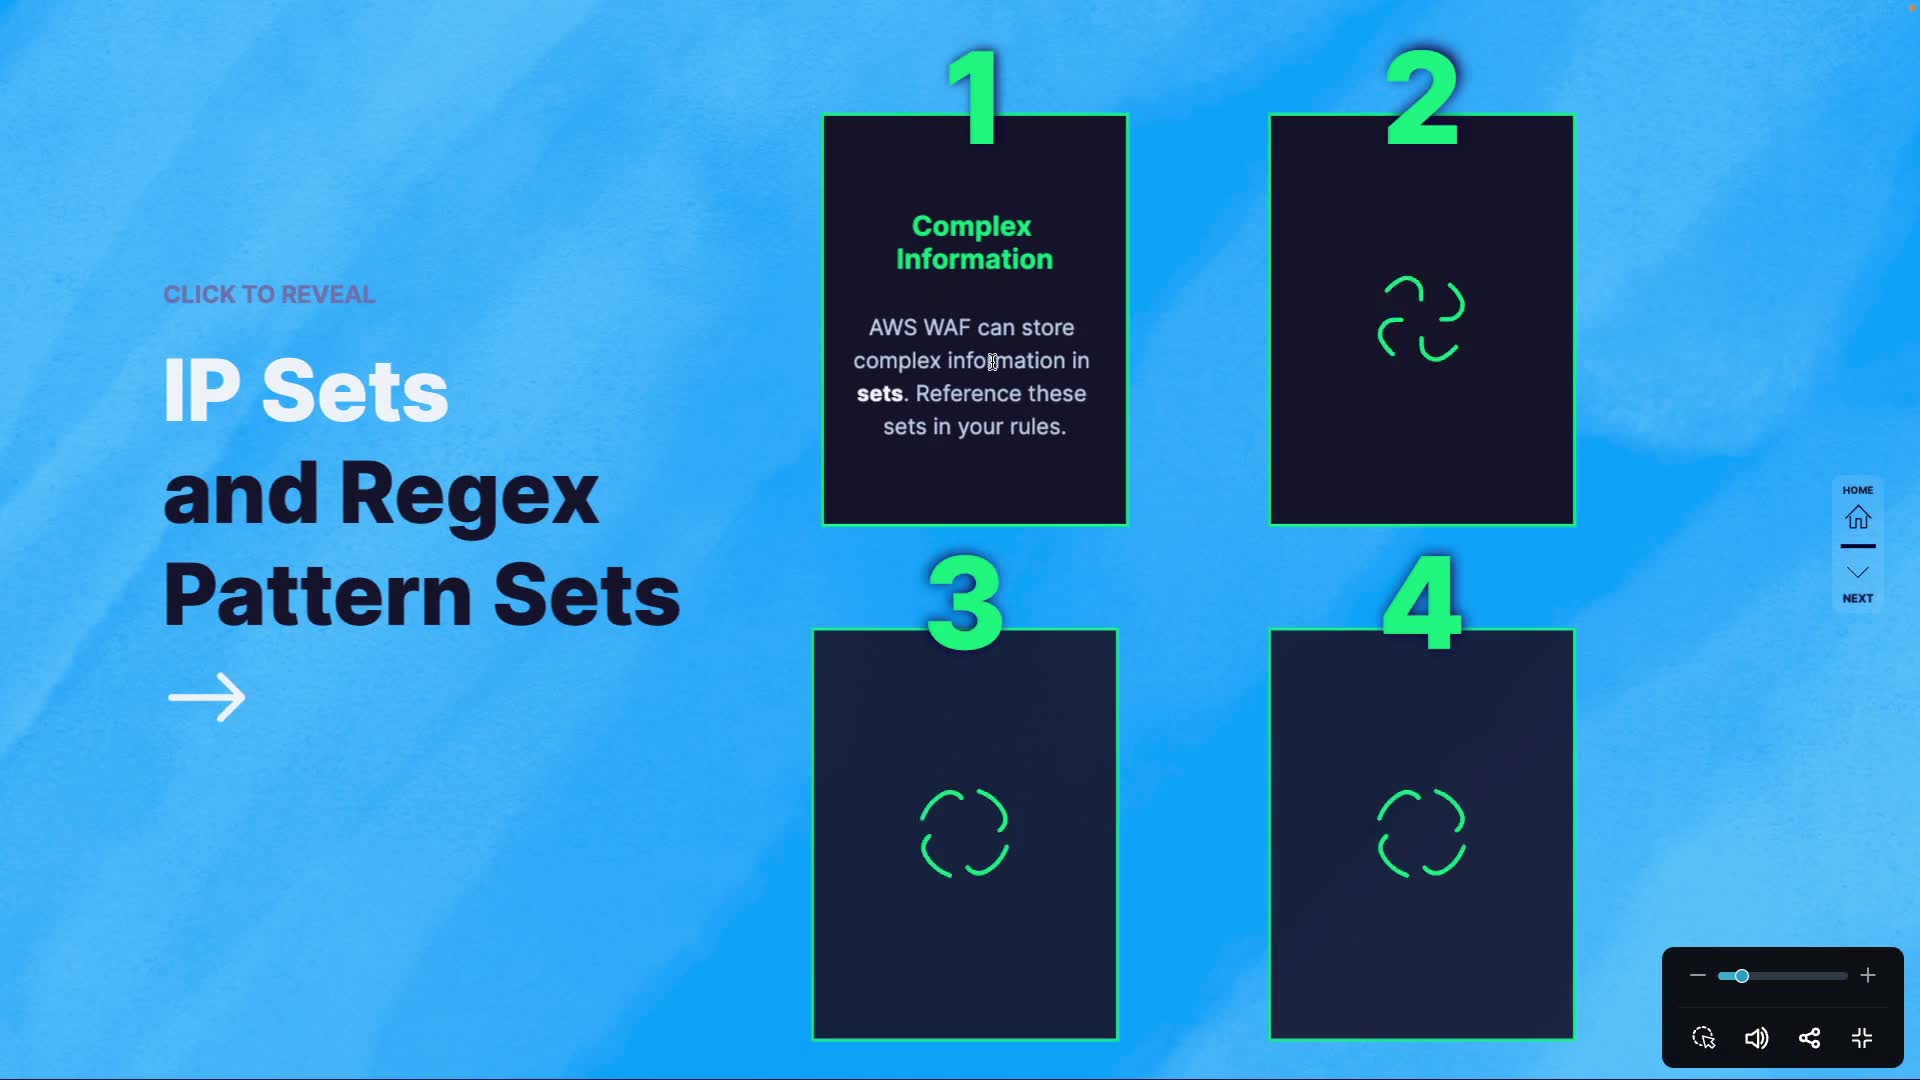 CLICK TO REVEAL
IP Sets
and Regex
Pattern Sets
1
Complex
Information
AWS WAF can store
complex information in
sets. Reference these
sets in your rules.
2
3
4
HOME
NEXT